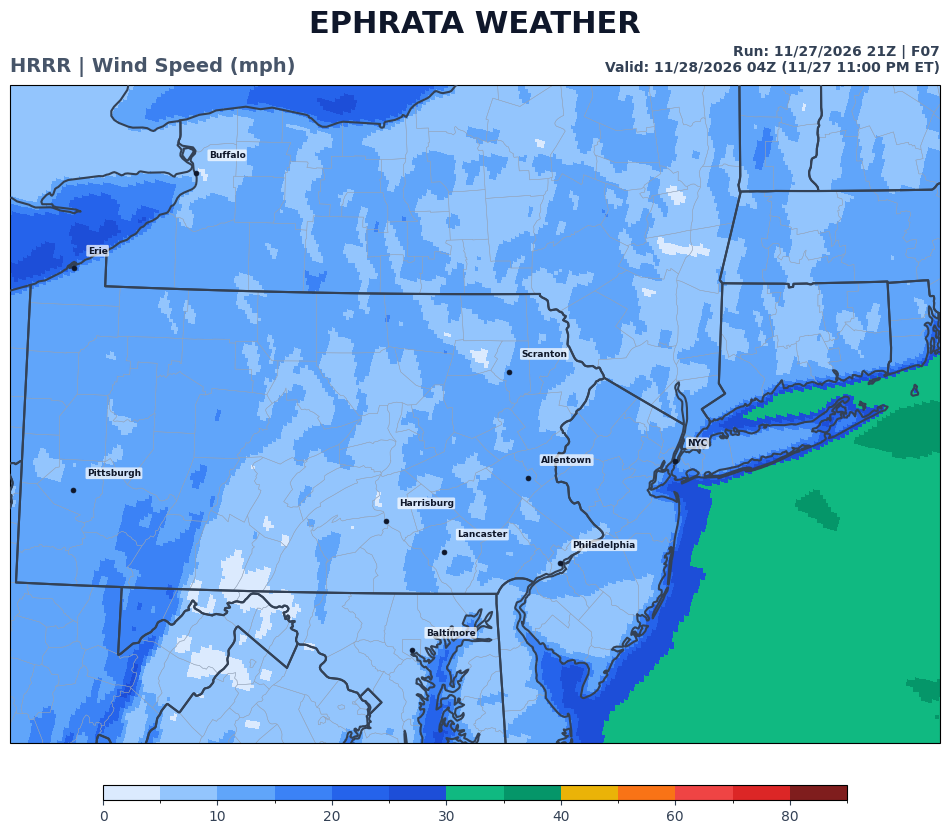 EPHRATA WEATHER
Run: 11/27/2026 21Z | F07
HRRR | Wind Speed (mph)
Valid: 11/28/2026 04Z (11/27 11:00 PM ET)
Buffalo
Erie
Scranton
NYC
Allentown
Pittsburgh
Harrisburg
Lancaster
Philadelphia
Baltimore
0 10 20 30 40 50 60 70 80